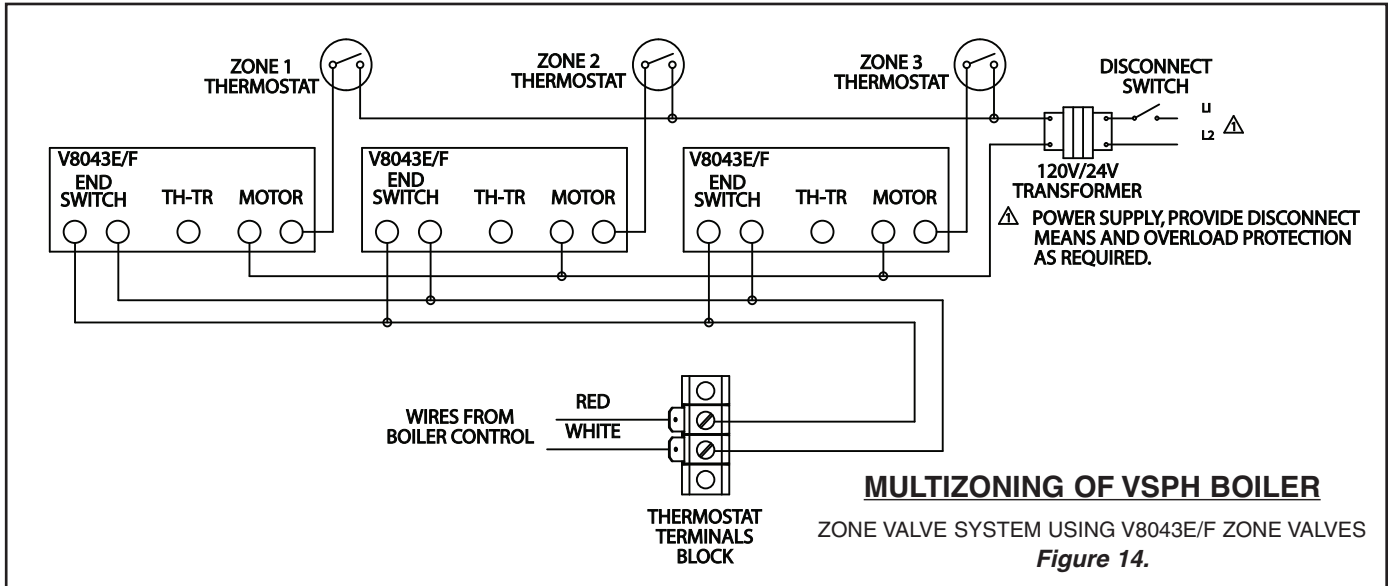 ZONE 1
THERMOSTAT
ZONE 2
THERMOSTAT
ZONE 3
THERMOSTAT
DISCONNECT
SWITCH
L1
L2 1
V8043E/F
END
SWITCH TH-TR MOTOR
V8043E/F
END
SWITCH TH-TR MOTOR
V8043E/F
END
SWITCH TH-TR MOTOR
120V/24V
TRANSFORMER
1 POWER SUPPLY, PROVIDE DISCONNECT
MEANS AND OVERLOAD PROTECTION
AS REQUIRED.
WIRES FROM
BOILER CONTROL
RED
WHITE
THERMOSTAT
TERMINALS
BLOCK
MULTIZONING OF VSPH BOILER
ZONE VALVE SYSTEM USING V8043E/F ZONE VALVES
Figure 14.